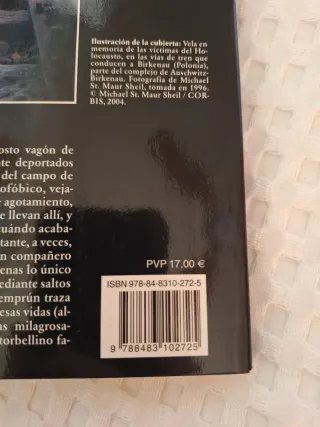 Ilustración de la cubierta: Vela en
memoria de las víctimas del Ho-
locausto, en las vías de tren que
conducen a Birkenau (Polonia),
parte del complejo de Auschwitz-
Birkenau. Fotografía de Michael
St. Maur Sheil, tomada en 1996.
© Michael St. Maur Sheil / COR-
BIS, 2004.
osto vagón de
te deportados
del campo de
ofóbico, veja-
agotamiento,
e llevan allí, y
cuándo acaba-
tante, a veces,
n compañero
enas lo único
ediante saltos
emprún traza
esas vidas (al-
as milagrosa-
torbellino fa-
PVP 17,00 €
ISBN 978-84-8310-272-5
9 788483 102725